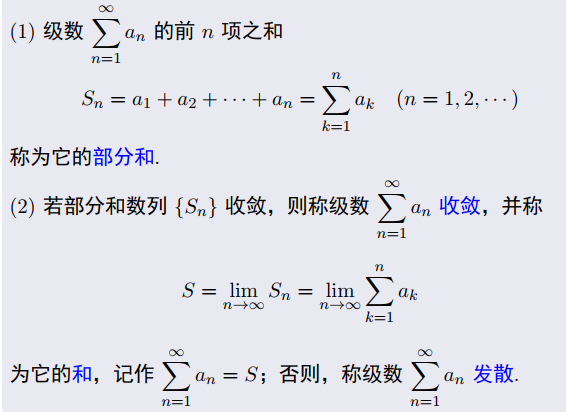 (1) 级数 $\sum_{n=1}^{\infty} a_n$ 的前 $n$ 项之和
$S_n = a_1 + a_2 + \cdots + a_n = \sum_{k=1}^{n} a_k \quad (n = 1, 2, \cdots)$
称为它的部分和.
(2) 若部分和数列 $\{S_n\}$ 收敛，则称级数 $\sum_{n=1}^{\infty} a_n$ 收敛，并称
$S = \lim_{n \to \infty} S_n = \lim_{n \to \infty} \sum_{k=1}^{n} a_k$
为它的和，记作 $\sum_{n=1}^{\infty} a_n = S$；否则，称级数 $\sum_{n=1}^{\infty} a_n$ 发散.